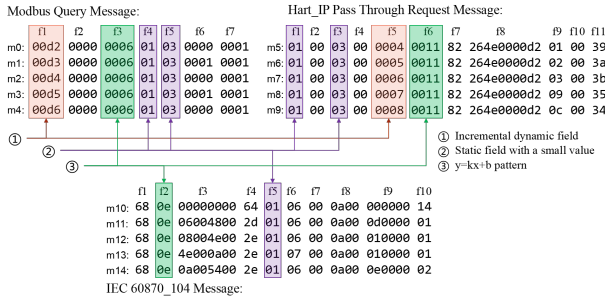 Modbus Query Message:
f1 f2 f3 f4 f5 f6 f7
m0: 00d2 0000 0006 01 03 0000 0001
m1: 00d3 0000 0006 01 03 0000 0001
m2: 00d4 0000 0006 01 03 0000 0001
m3: 00d5 0000 0006 01 03 0000 0001
m4: 00d6 0000 0006 01 03 0000 0001
Hart_IP Pass Through Request Message:
f1 f2 f3 f4 f5 f6 f7 f8 f9 f10 f11
m5: 01 00 03 00 0004 0011 82 264e0000d2 01 00 39
m6: 01 00 03 00 0005 0011 82 264e0000d2 02 00 3a
m7: 01 00 03 00 0006 0011 82 264e0000d2 03 00 3b
m8: 01 00 03 00 0007 0011 82 264e0000d2 09 00 35
m9: 01 00 03 00 0008 0011 82 264e0000d2 0c 00 34
①
②
③
① Incremental dynamic field
② Static field with a small value
③ y=kx+b pattern
f1 f2 f3 f4 f5 f6 f7 f8 f9 f10
m10: 68 0e 00000000 64 01 06 00 0a00 000000 14
m11: 68 0e 06004800 2d 01 06 00 0a00 0d0000 01
m12: 68 0e 08004e00 2e 01 06 00 0a00 010000 01
m13: 68 0e 4e000a00 2e 01 07 00 0a00 010000 01
m14: 68 0e 0a005400 2e 01 06 00 0a00 0e0000 02
IEC 60870_104 Message: